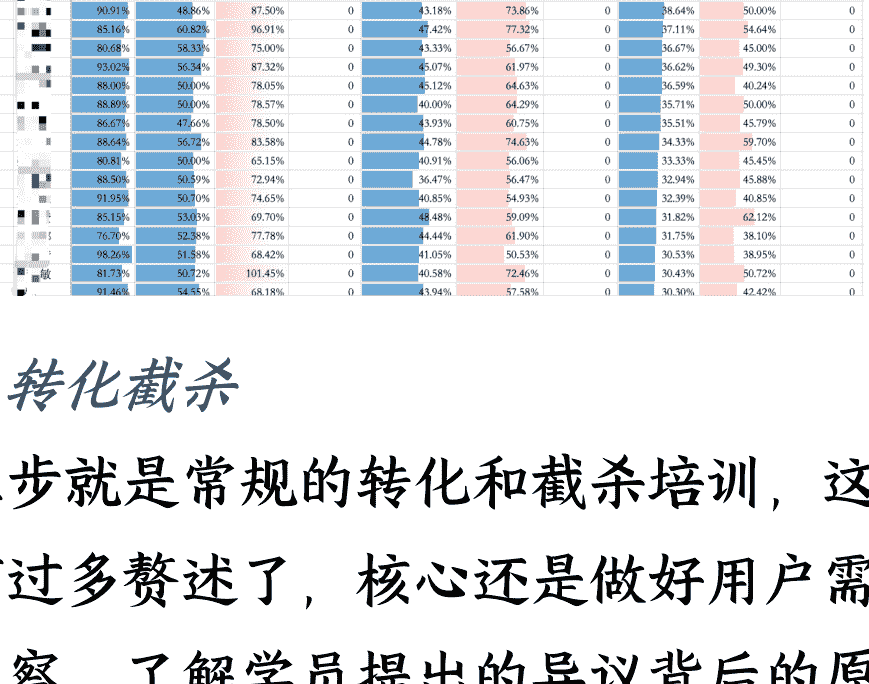 90.91% 48.86% 87.50% 0 43.18% 73.86% 0 38.64% 50.00% 0
85.16% 60.82% 96.91% 0 47.42% 77.32% 0 37.11% 54.64% 0
80.68% 58.33% 75.00% 0 43.33% 56.67% 0 36.67% 45.00% 0
93.02% 56.34% 87.32% 0 45.07% 61.97% 0 36.62% 49.30% 0
88.00% 50.00% 78.05% 0 45.12% 64.63% 0 36.59% 40.24% 0
88.89% 50.00% 78.57% 0 40.00% 64.29% 0 35.71% 50.00% 0
86.67% 47.66% 78.50% 0 43.93% 60.75% 0 35.51% 45.79% 0
88.64% 56.72% 83.58% 0 44.78% 74.63% 0 34.33% 59.70% 0
80.81% 50.00% 65.15% 0 40.91% 56.06% 0 33.33% 45.45% 0
88.50% 50.59% 72.94% 0 36.47% 56.47% 0 32.94% 45.88% 0
91.95% 50.70% 74.65% 0 40.85% 54.93% 0 32.39% 40.85% 0
85.15% 53.03% 69.70% 0 48.48% 59.09% 0 31.82% 62.12% 0
76.70% 52.38% 77.78% 0 44.44% 61.90% 0 31.75% 38.10% 0
98.26% 51.58% 68.42% 0 41.05% 50.53% 0 30.53% 38.95% 0
敏 81.73% 50.72% 101.45% 0 40.58% 72.46% 0 30.43% 50.72% 0
91.46% 54.55% 68.18% 0 43.94% 57.58% 0 30.30% 42.42% 0
转化截杀
步就是常规的转化和截杀培训，这
过多赘述了，核心还是做好用户需
察，了解学员提出的异议背后的原